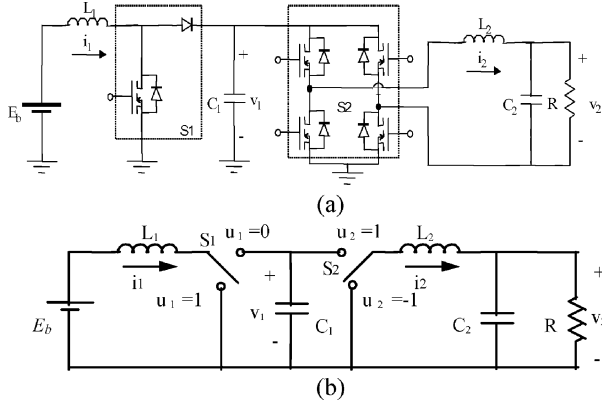 L1
i1
Eb
S1
C1
+
v1
-
S2
L2
i2
C2
R
+
v2
-
(a)
L1
i1
S1
u1=0
u1=1
Eb
+
v1
-
C1
u2=1
S2
u2=-1
L2
i2
C2
R
+
-
(b)